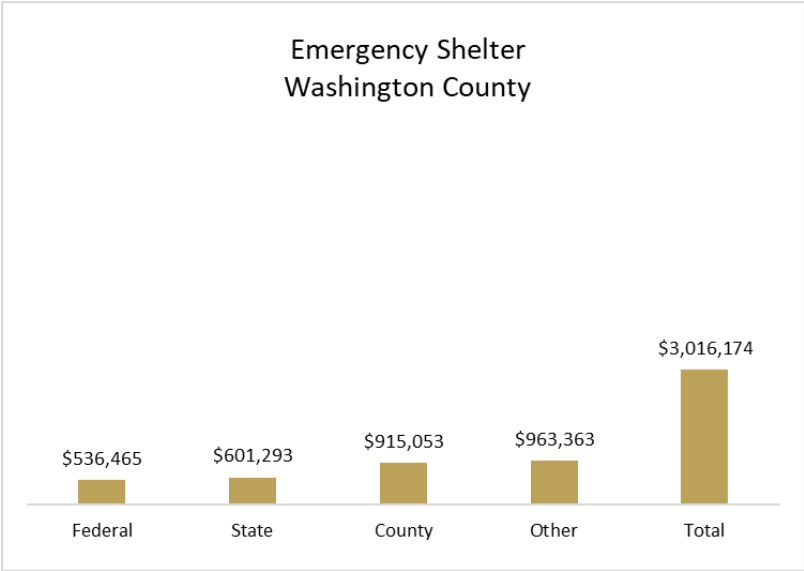 Emergency Shelter
Washington County
$3,016,174
$536,465
$601,293
$915,053
$963,363
Federal
State
County
Other
Total